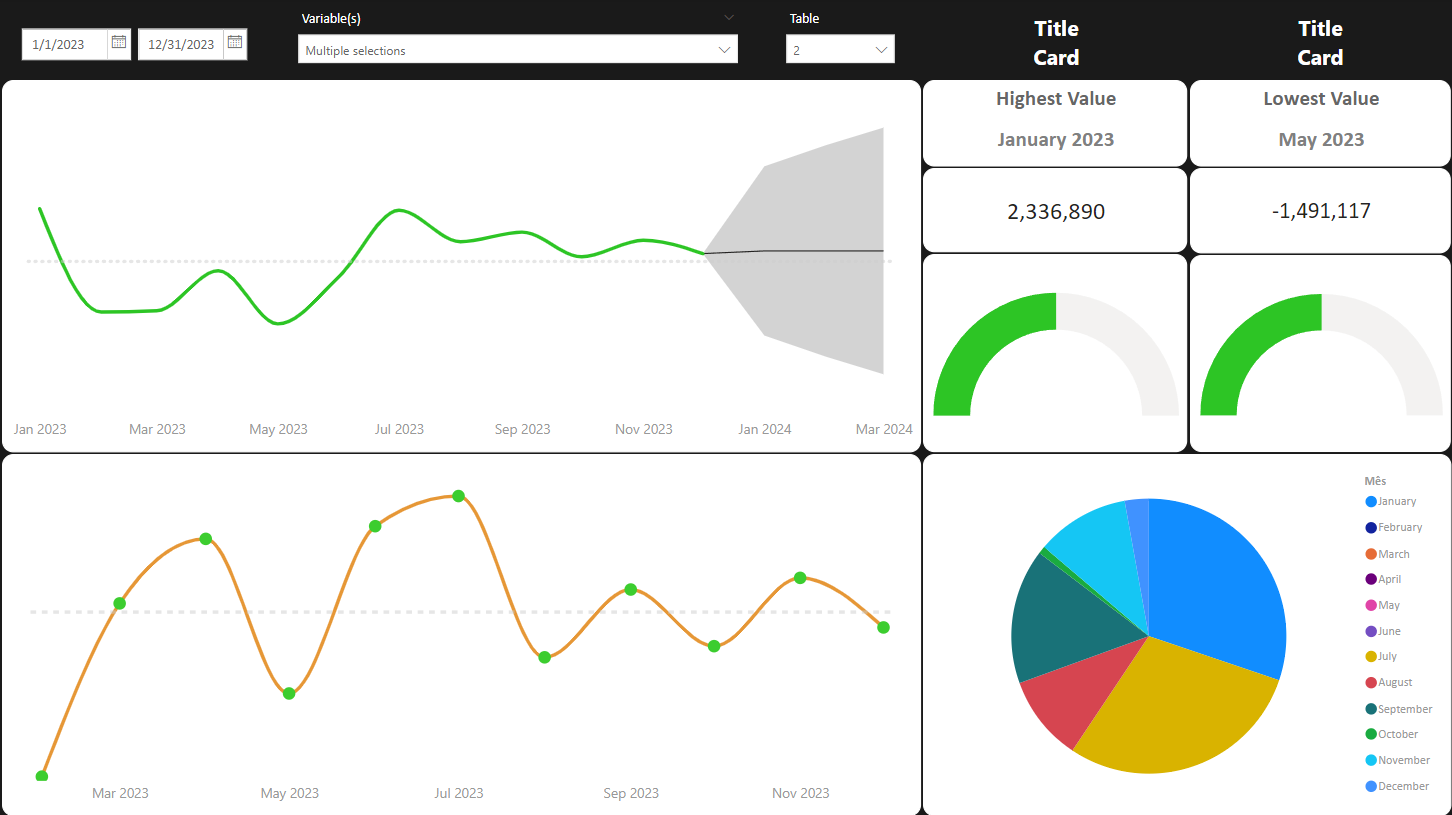 1/1/2023
12/31/2023
Variable(s)
Multiple selections
Table
2
Title
Card
Title
Card
Highest Value
January 2023
Lowest Value
May 2023
2,336,890
-1,491,117
Jan 2023 Mar 2023 May 2023 Jul 2023 Sep 2023 Nov 2023 Jan 2024 Mar 2024
Mar 2023 May 2023 Jul 2023 Sep 2023 Nov 2023
Mês
January
February
March
April
May
June
July
August
September
October
November
December